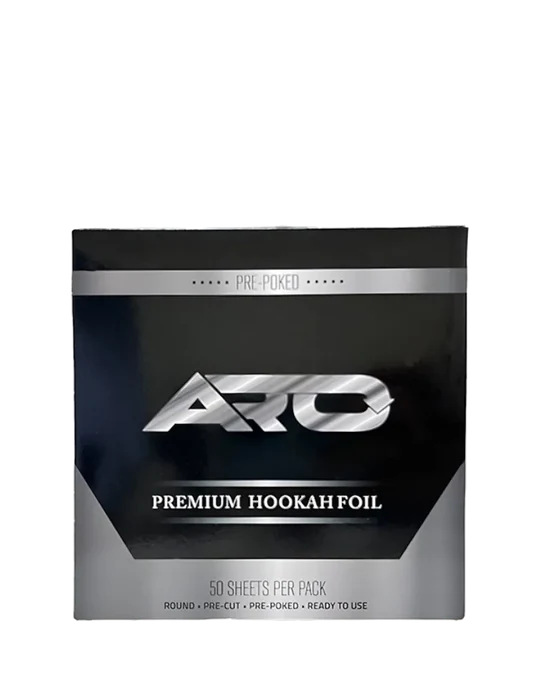 ••••• PRE-POKED •••••
ARO
PREMIUM HOOKAH FOIL
50 SHEETS PER PACK
ROUND • PRE-CUT • PRE-POKED • READY TO USE